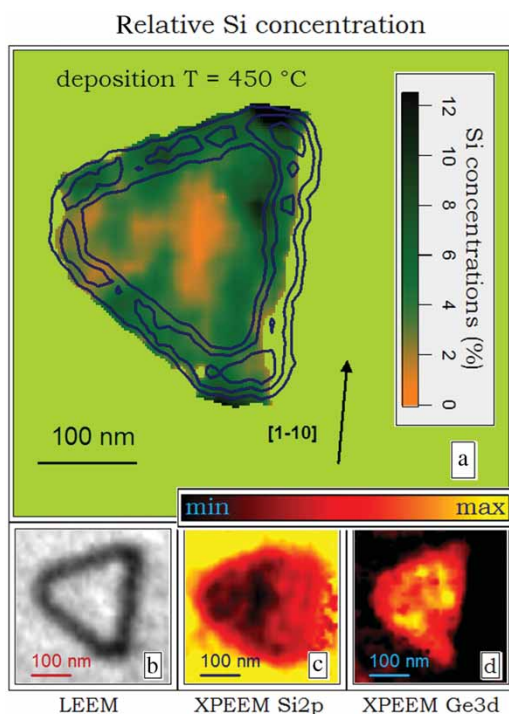 Relative Si concentration
deposition T = 450 °C
12
10
8
6
4
2
0
Si concentrations (%)
100 nm
[1-10]
a
min
max
100 nm
b
100 nm
c
100 nm
d
LEEM
XPEEM Si2p
XPEEM Ge3d